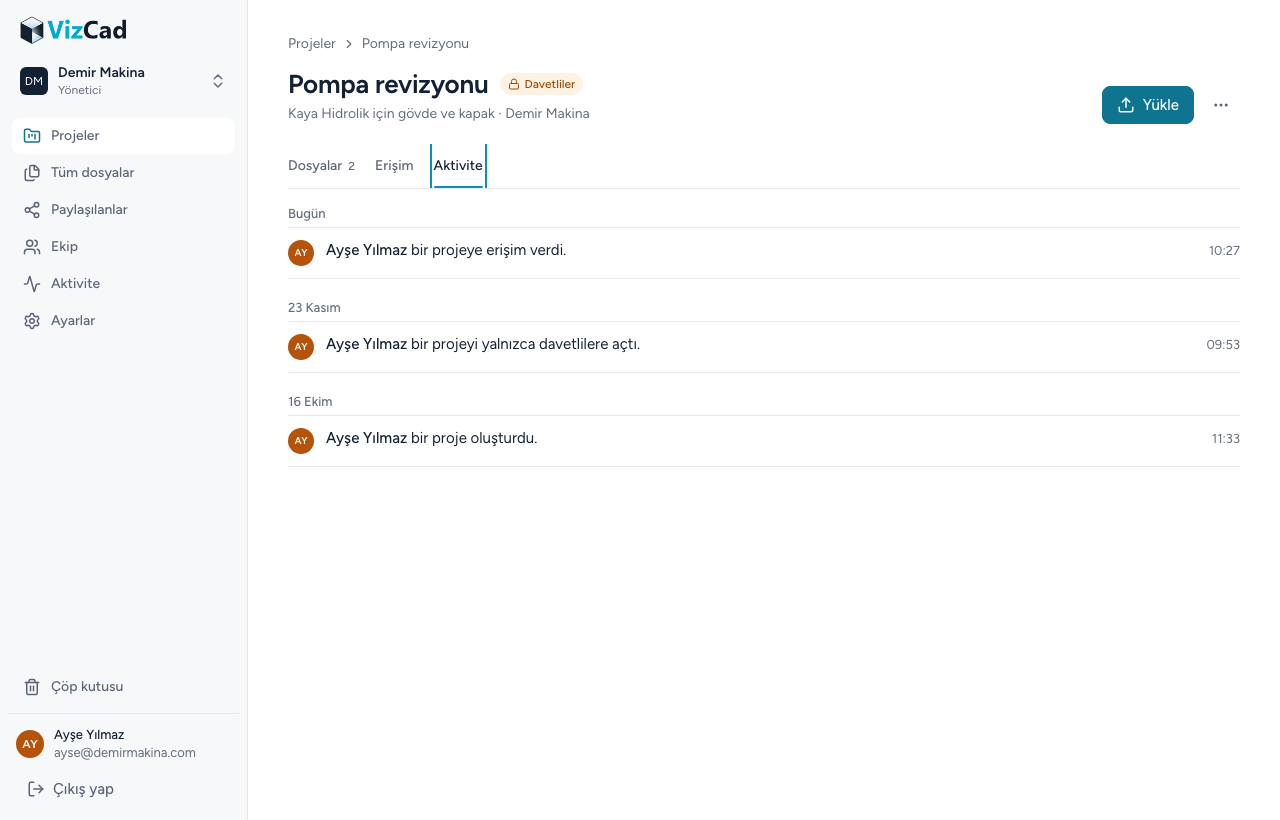 VizCad
DM
Demir Makina
Yönetici
Projeler
Tüm dosyalar
Paylaşılanlar
Ekip
Aktivite
Ayarlar
Çöp kutusu
AY
Ayşe Yılmaz
ayse@demirmakina.com
Çıkış yap
Projeler > Pompa revizyonu
Pompa revizyonu Davetliler
Kaya Hidrolik için gövde ve kapak · Demir Makina
Yükle
Dosyalar 2 Erişim Aktivite
Bugün
AY Ayşe Yılmaz bir projeye erişim verdi. 10:27
23 Kasım
AY Ayşe Yılmaz bir projeyi yalnızca davetlilere açtı. 09:53
16 Ekim
AY Ayşe Yılmaz bir proje oluşturdu. 11:33